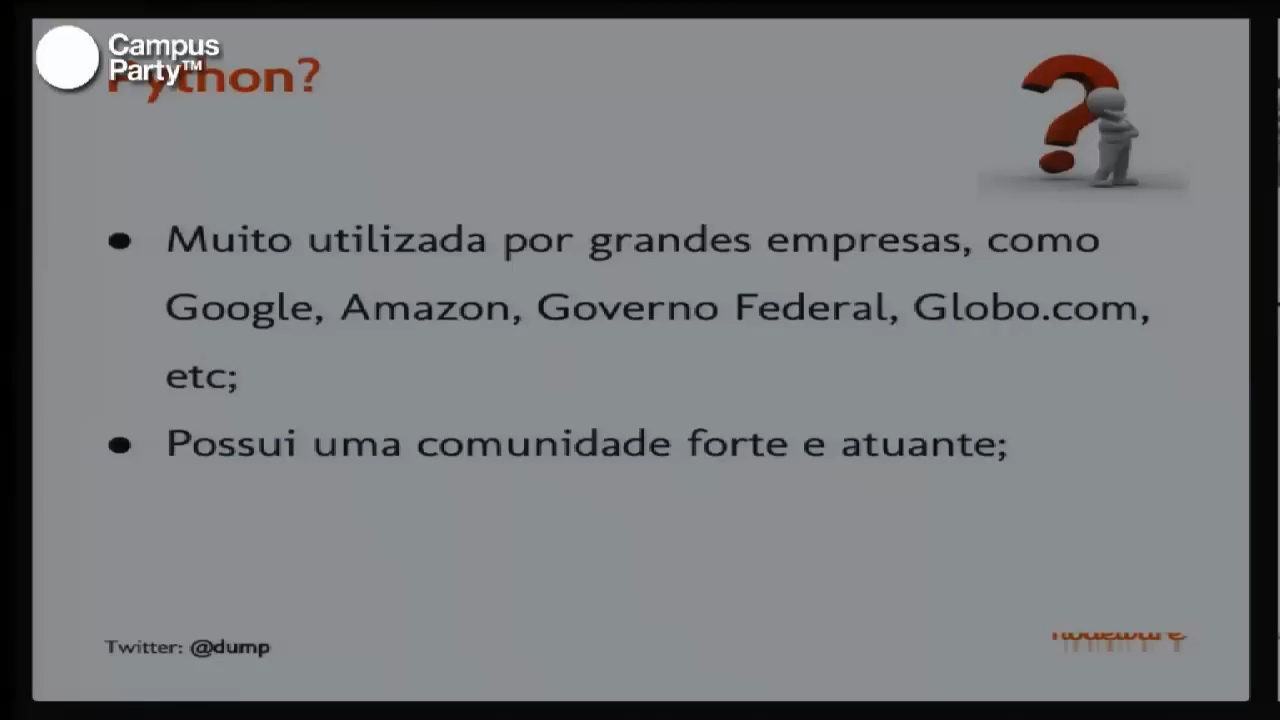 Campus
Party™
Python?
Muito utilizada por grandes empresas, como
Google, Amazon, Governo Federal, Globo.com,
etc;
Possui uma comunidade forte e atuante;
Twitter: @dump